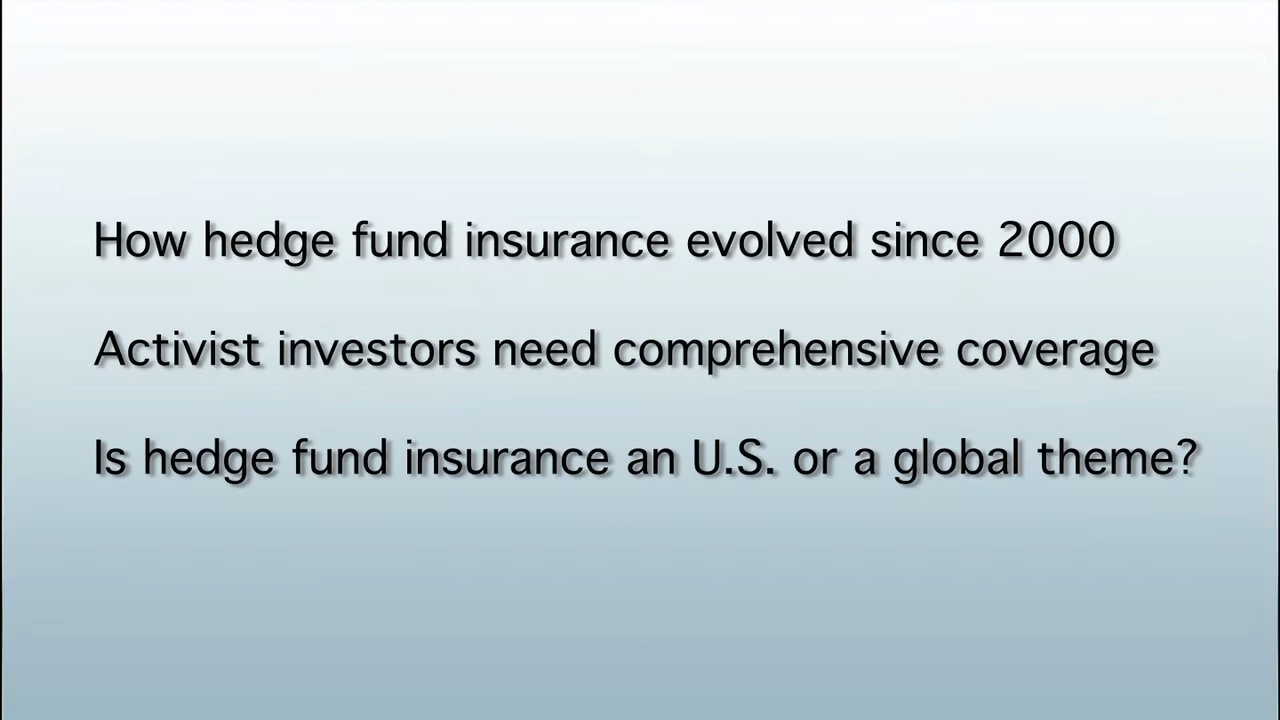 How hedge fund insurance evolved since 2000
Activist investors need comprehensive coverage
Is hedge fund insurance an U.S. or a global theme?